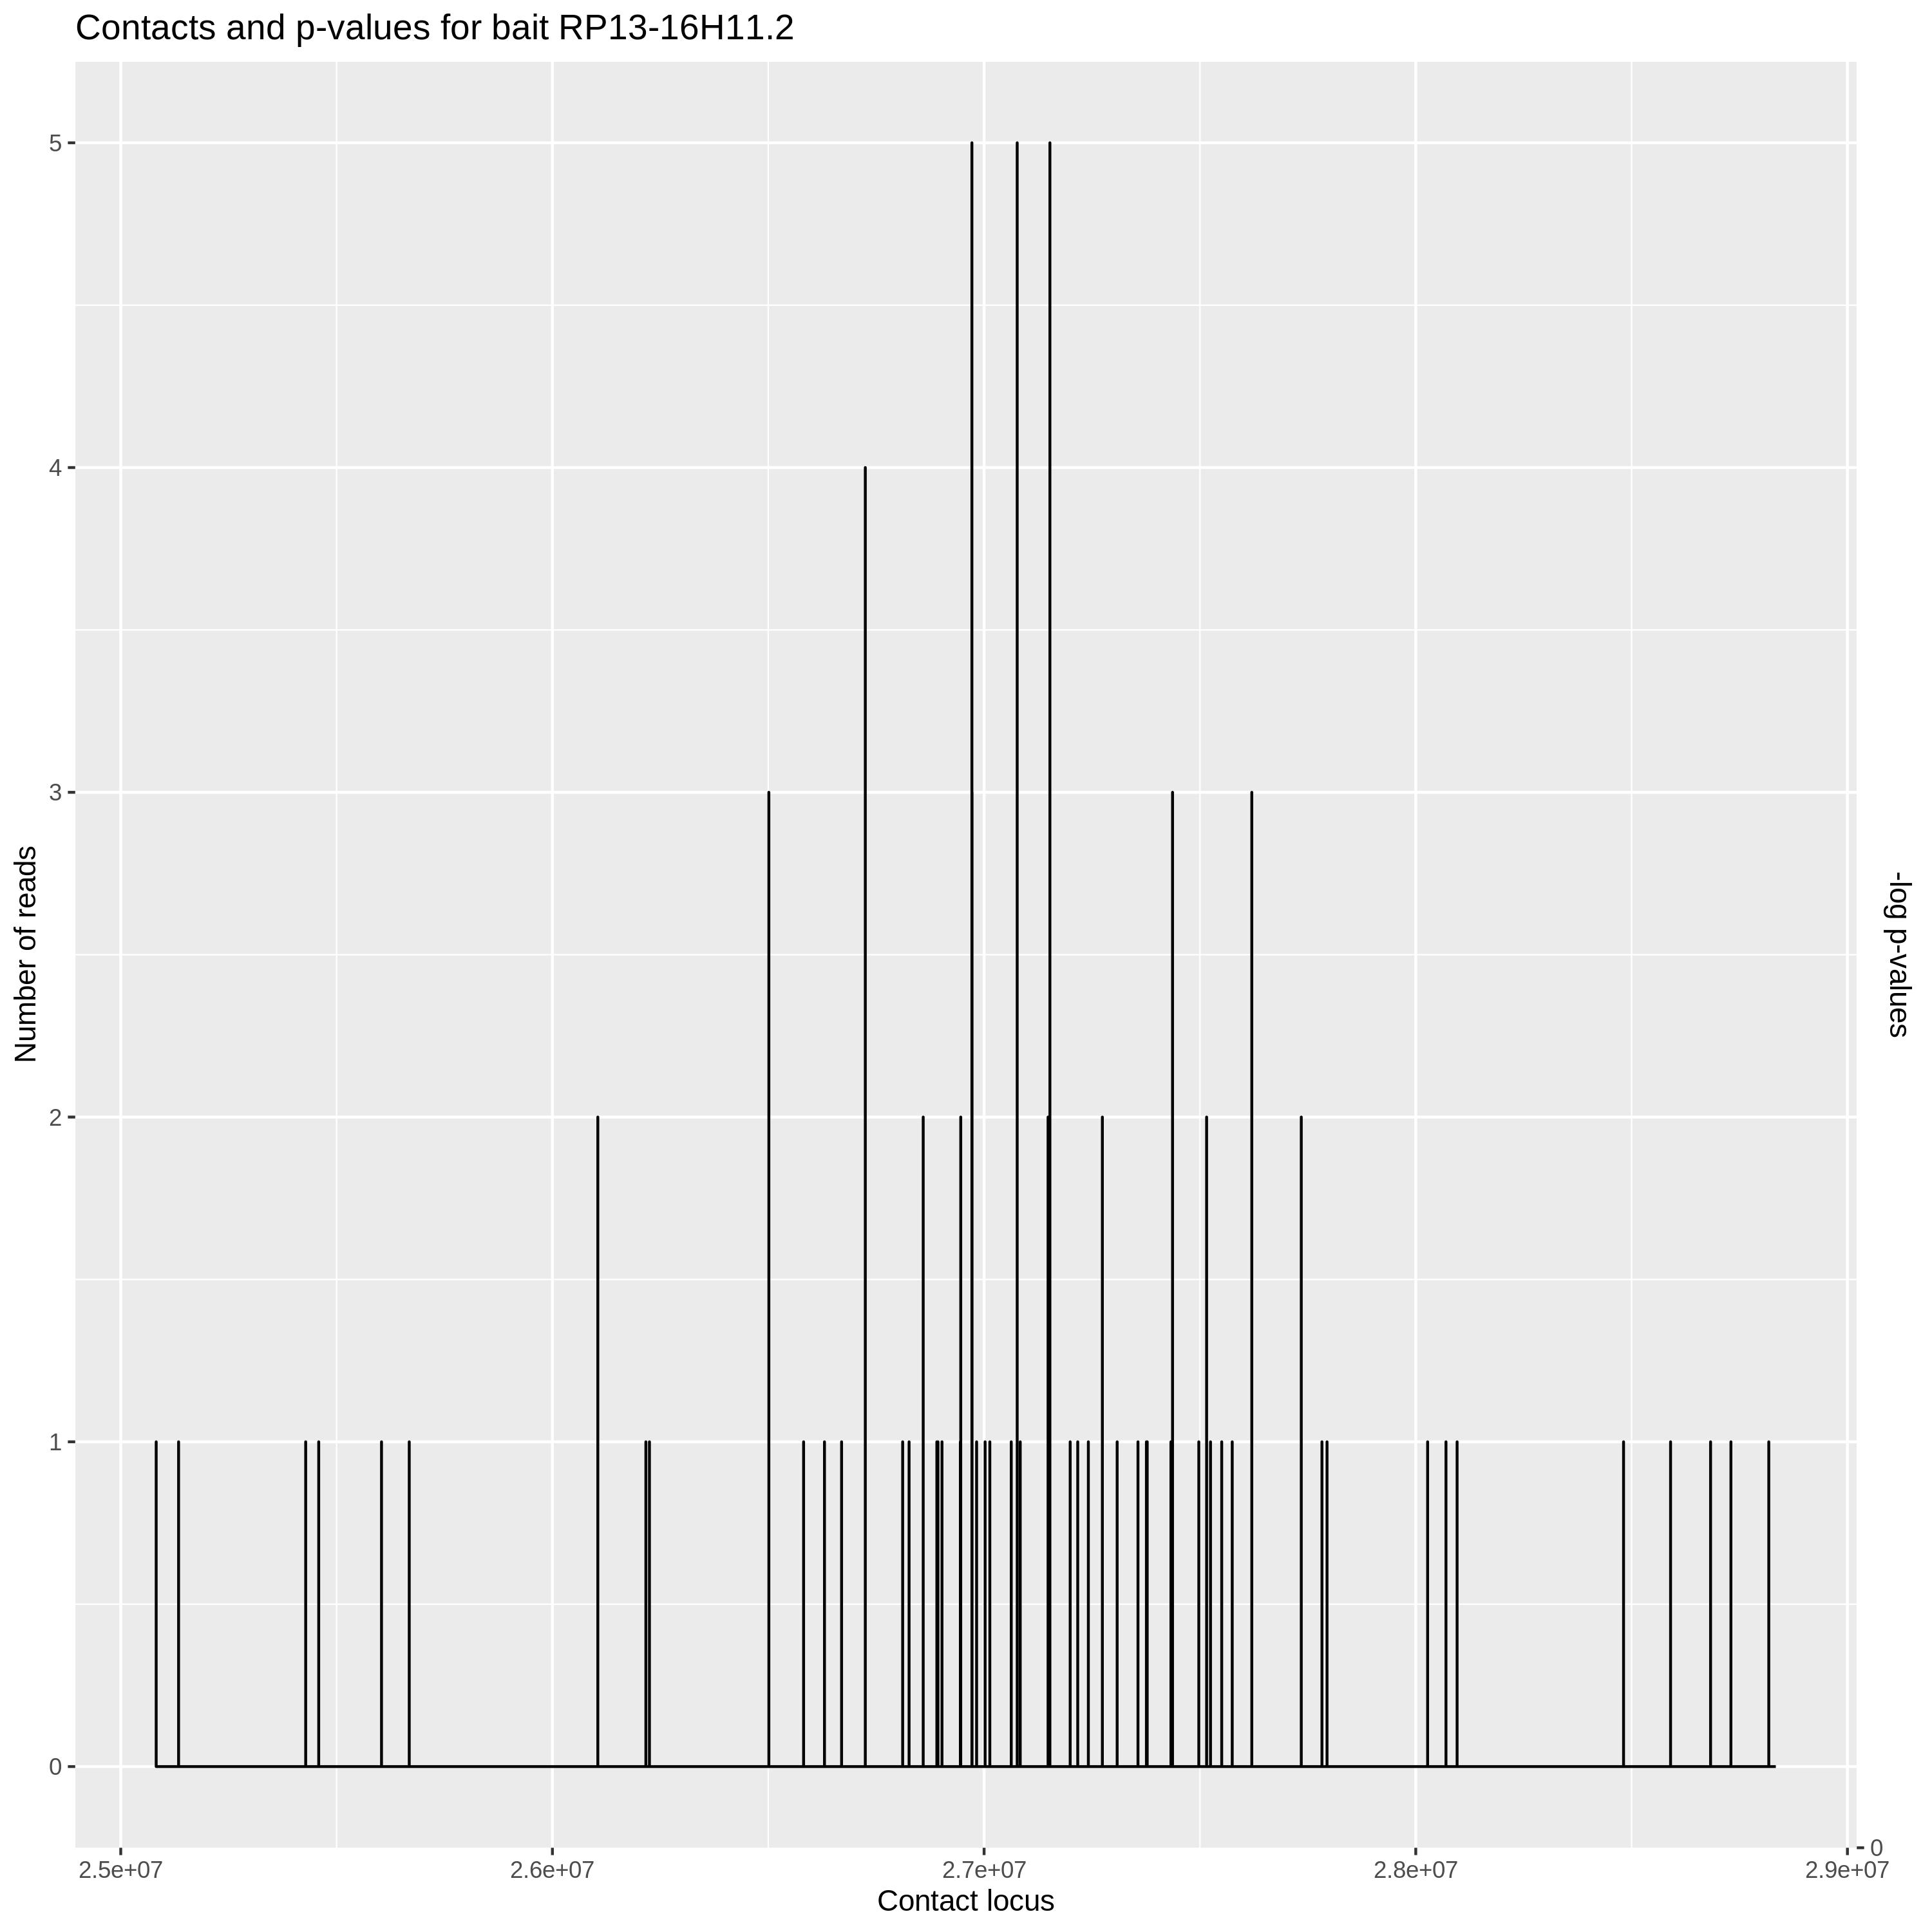 Contacts and p-values for bait RP13-16H11.2
5
4
3
2
1
0
Number of reads
-log p-values
0
2.5e+07 2.6e+07 2.7e+07 2.8e+07 2.9e+07
Contact locus